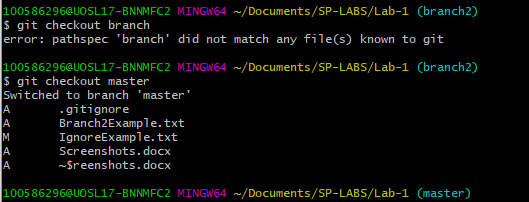 100586296@UOSL17-BNNMFC2 MINGW64 ~/Documents/SP-LABS/Lab-1 (branch2)
$ git checkout branch
error: pathspec 'branch' did not match any file(s) known to git
100586296@UOSL17-BNNMFC2 MINGW64 ~/Documents/SP-LABS/Lab-1 (branch2)
$ git checkout master
Switched to branch 'master'
A .gitignore
A Branch2Example.txt
M IgnoreExample.txt
A Screenshots.docx
A ~$reenshots.docx
100586296@UOSL17-BNNMFC2 MINGW64 ~/Documents/SP-LABS/Lab-1 (master)